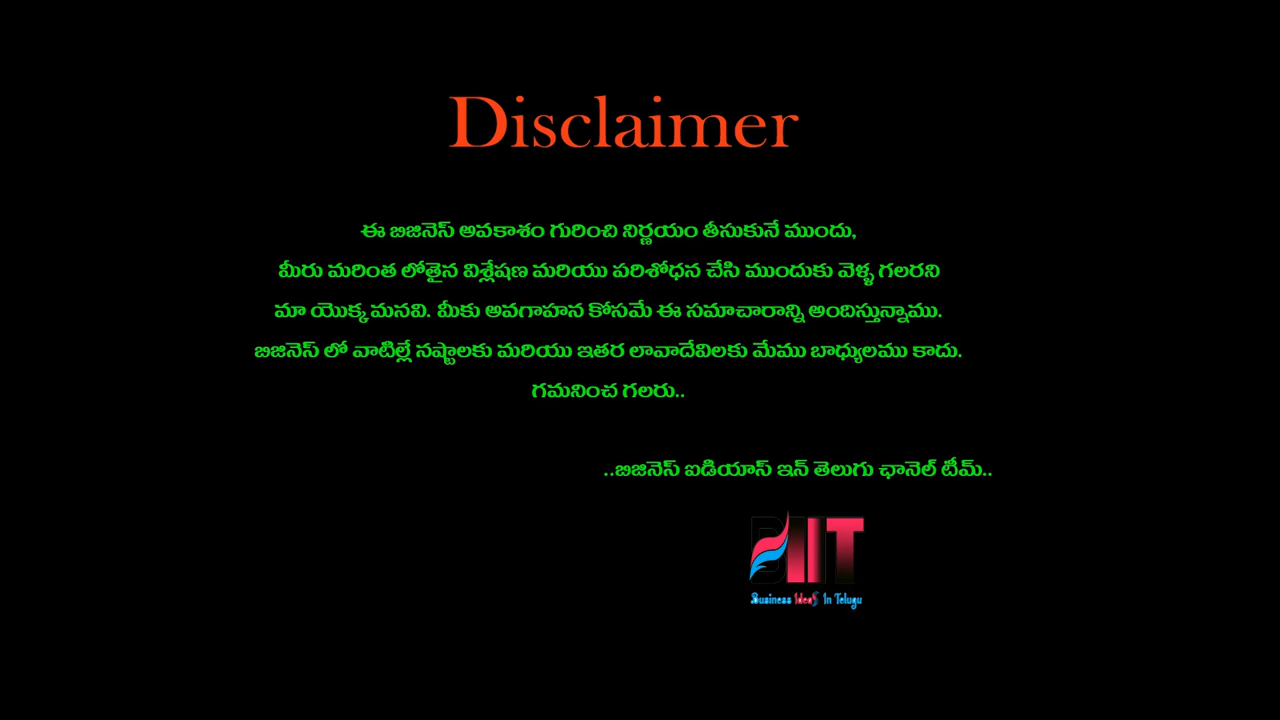 Disclaimer
ఈ బిజినెస్ అవకాశం గురించి నిర్ణయం తీసుకునే ముందు,
మీరు మరింత లోతైన విశ్లేషణ మరియు పరిశోధన చేసి ముందుకు వెళ్ళ గలరని
మా యొక్క మనవి. మీకు అవగాహన కోసమే ఈ సమాచారాన్ని అందిస్తున్నాము.
బిజినెస్ లో వాటిల్లే నష్టాలకు మరియు ఇతర లావాదేవిలకు మేము బాధ్యులము కాదు.
గమనించ గలరు..
..బిజినెస్ ఐడియాస్ ఇన్ తెలుగు ఛానెల్ టీమ్..
BIIT
Business Ideas In Telugu